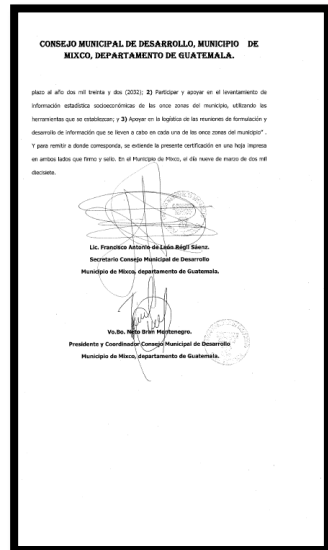 CONSEJO MUNICIPAL DE DESARROLLO, MUNICIPIO DE
MIXCO, DEPARTAMENTO DE GUATEMALA.
plazo al año dos mil treinta y dos (2032); 2) Participar y apoyar en el levantamiento de
información estadística socioeconómicas de las once zonas del municipio, utilizando las
herramientas que se establezcan; y 3) Apoyar en la logística de las reuniones de formulación y
desarrollo de información que se lleven a cabo en cada una de las once zonas del municipio" .
Y para remitir a donde corresponda, se extiende la presente certificación en una hoja impresa
en ambos lados que firmo y sello. En el Municipio de Mixco, el día nueve de marzo de dos mil
diecisiete.
Lic. Francisco Antonio de León Régil Sáenz.
Secretario Consejo Municipal de Desarrollo
Municipio de Mixco, departamento de Guatemala.
Vo.Bo. Neto Bran Montenegro.
Presidente y Coordinador Consejo Municipal de Desarrollo
Municipio de Mixco, departamento de Guatemala.